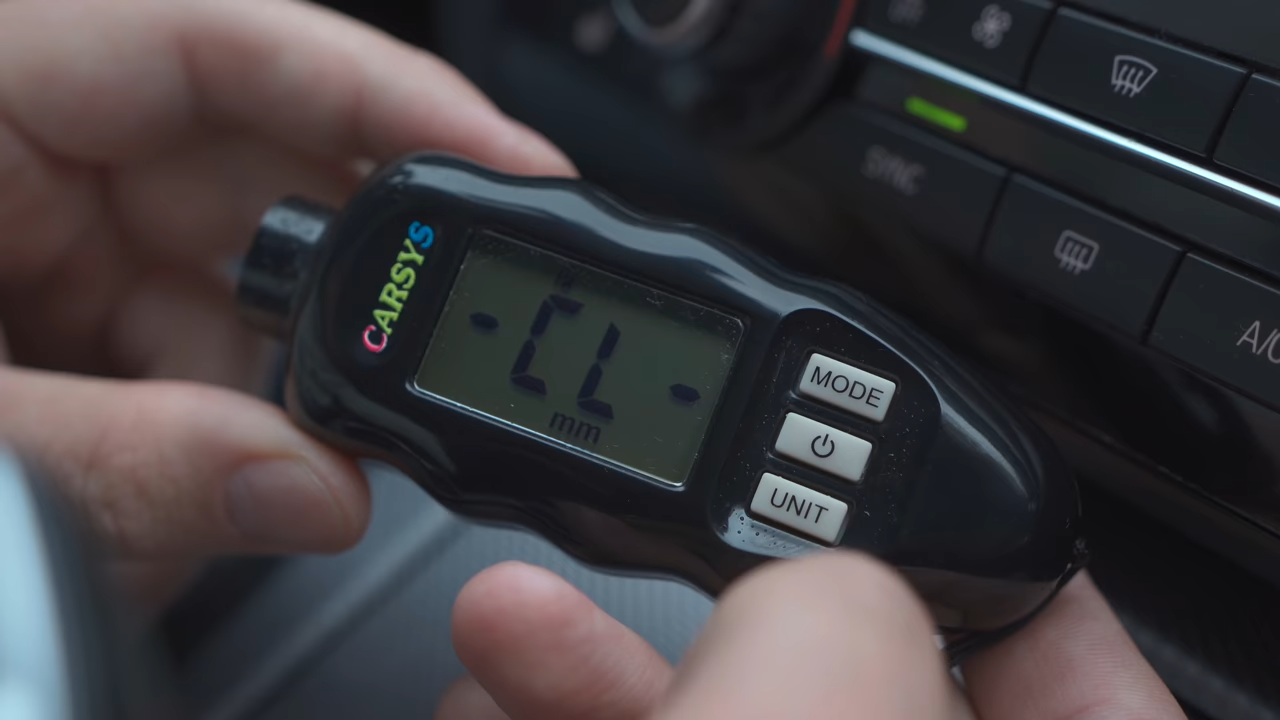 SYNC
A/C
CARSYS
-CL-
mm
MODE
UNIT